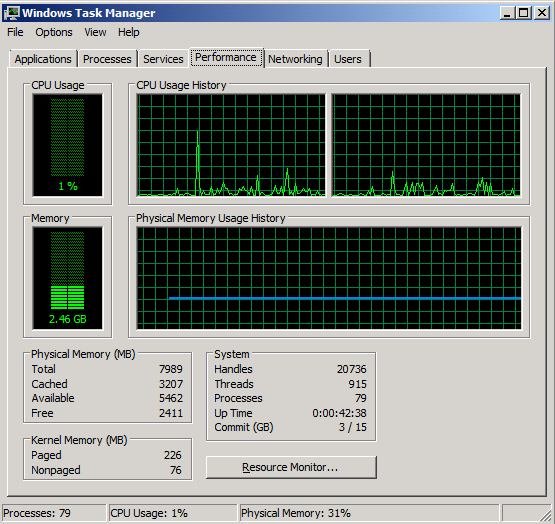 Windows Task Manager
File Options View Help
Applications Processes Services Performance Networking Users
CPU Usage
CPU Usage History
1 %
Memory
Physical Memory Usage History
2.46 GB
Physical Memory (MB)
Total 7989
Cached 3207
Available 5462
Free 2411
System
Handles 20736
Threads 915
Processes 79
Up Time 0:00:42:38
Commit (GB) 3 / 15
Kernel Memory (MB)
Paged 226
Nonpaged 76
Resource Monitor...
Processes: 79 CPU Usage: 1% Physical Memory: 31%